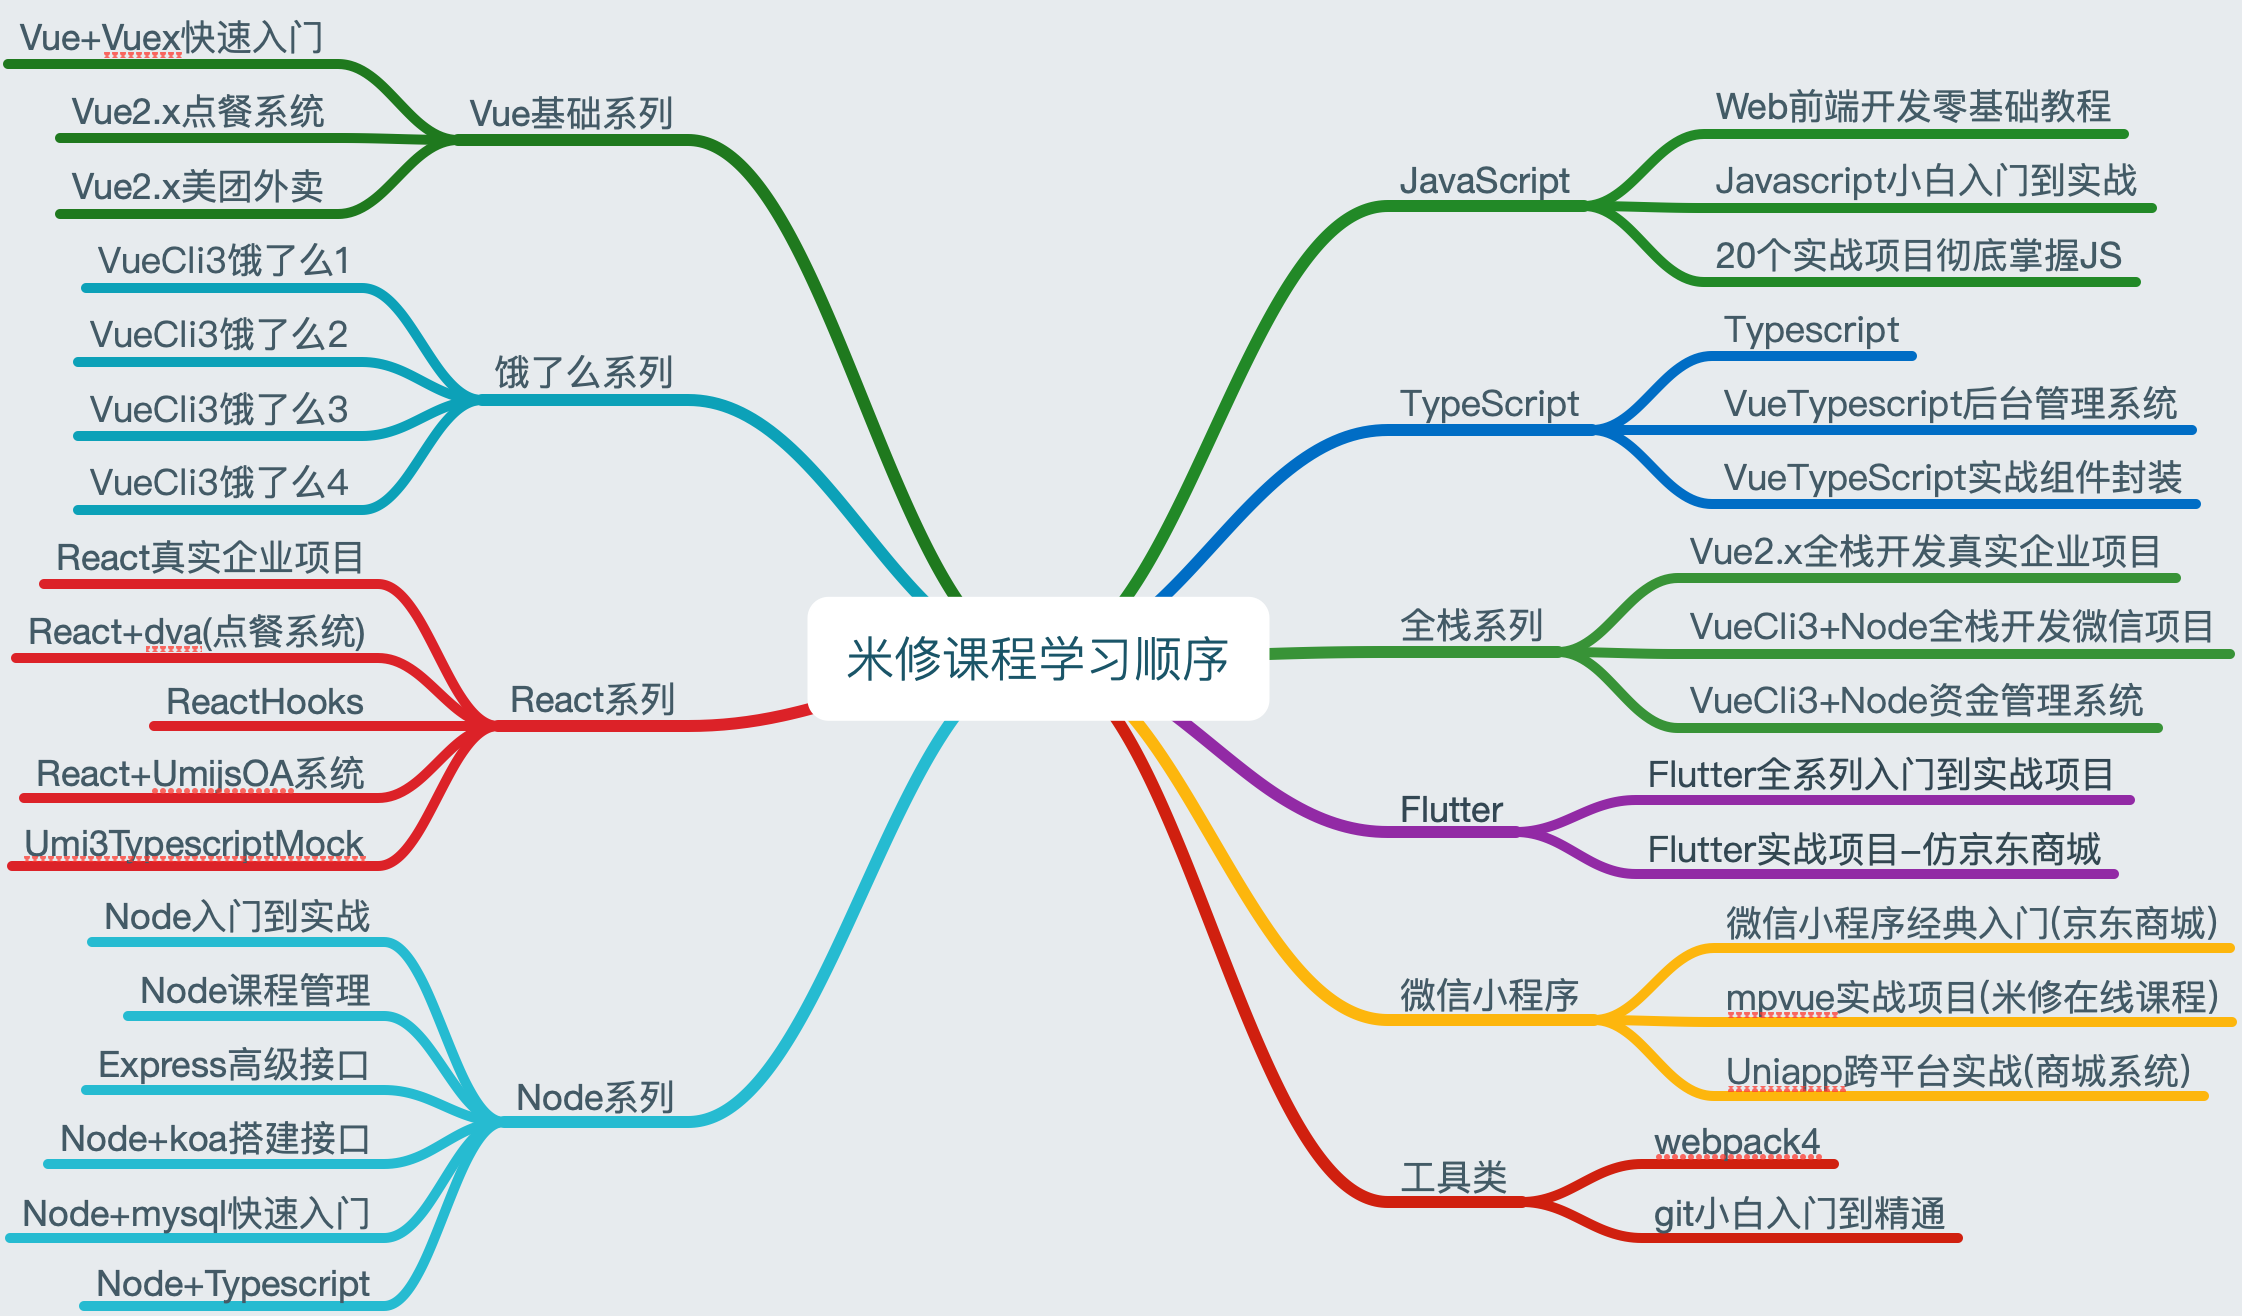 米修课程学习顺序
Vue基础系列
Vue+Vuex快速入门
Vue2.x点餐系统
Vue2.x美团外卖
饿了么系列
VueCli3饿了么1
VueCli3饿了么2
VueCli3饿了么3
VueCli3饿了么4
React系列
React真实企业项目
React+dva(点餐系统)
ReactHooks
React+UmijsOA系统
Umi3TypescriptMock
Node系列
Node入门到实战
Node课程管理
Express高级接口
Node+koa搭建接口
Node+mysql快速入门
Node+Typescript
JavaScript
Web前端开发零基础教程
Javascript小白入门到实战
20个实战项目彻底掌握JS
TypeScript
Typescript
VueTypescript后台管理系统
VueTypeScript实战组件封装
全栈系列
Vue2.x全栈开发真实企业项目
VueCli3+Node全栈开发微信项目
VueCli3+Node资金管理系统
Flutter
Flutter全系列入门到实战项目
Flutter实战项目-仿京东商城
微信小程序
微信小程序经典入门(京东商城)
mpvue实战项目(米修在线课程)
Uniapp跨平台实战(商城系统)
工具类
webpack4
git小白入门到精通